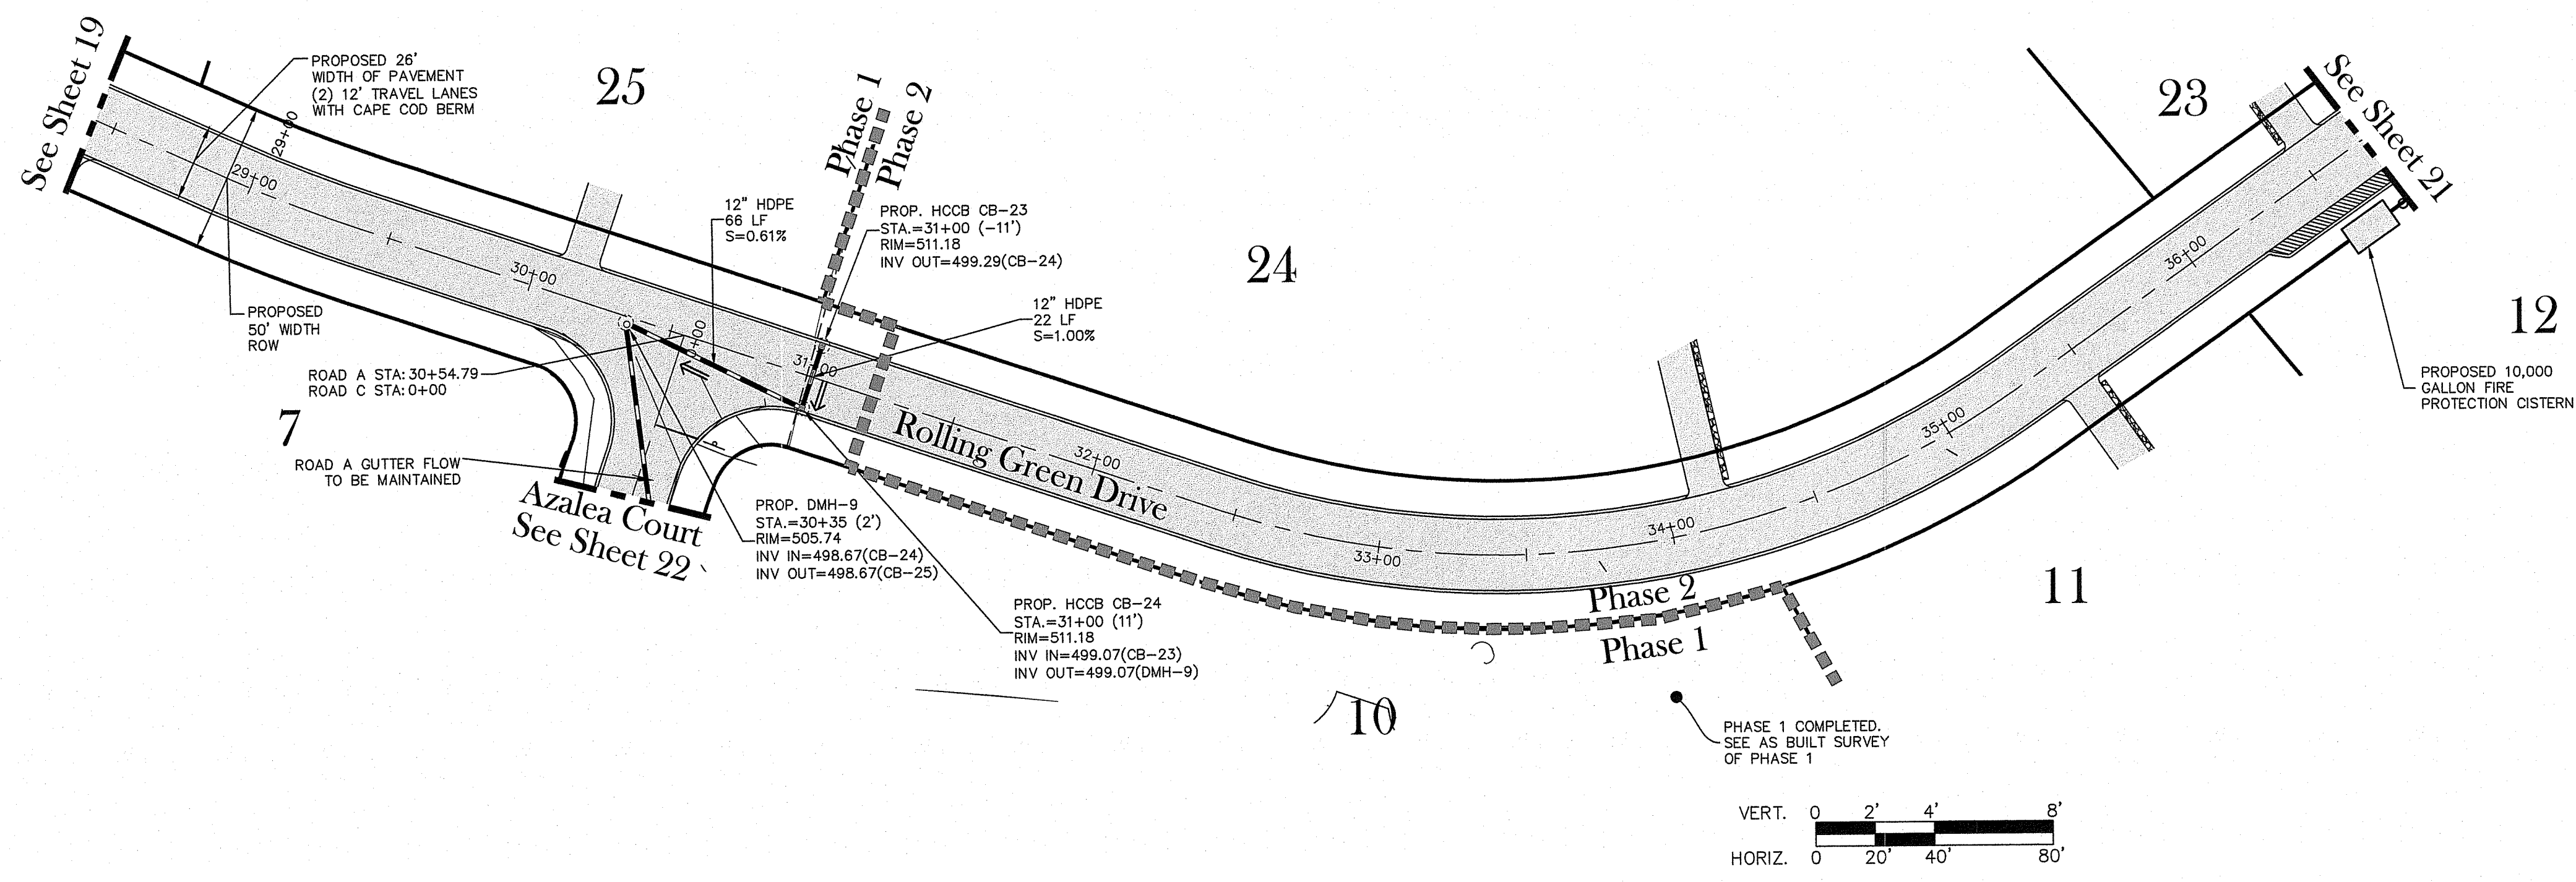 See Sheet 19
PROPOSED 26'
WIDTH OF PAVEMENT
(2) 12' TRAVEL LANES
WITH CAPE COD BERM
29+00
29+00
25
Phase 1
Phase 2
23
See Sheet 21
12" HDPE
66 LF
S=0.61%
PROP. HCCB CB-23
STA.=31+00 (-11')
RIM=511.18
INV OUT=499.29(CB-24)
24
30+00
36+00
12" HDPE
22 LF
S=1.00%
PROPOSED
50' WIDTH
ROW
0+00
31+00
12
ROAD A STA: 30+54.79
ROAD C STA: 0+00
PROPOSED 10,000
GALLON FIRE
PROTECTION CISTERN
7
Rolling Green Drive
32+00
35+00
ROAD A GUTTER FLOW
TO BE MAINTAINED
Azalea Court
See Sheet 22
PROP. DMH-9
STA.=30+35 (2')
RIM=505.74
INV IN=498.67(CB-24)
INV OUT=498.67(CB-25)
33+00
34+00
Phase 2
Phase 1
11
PROP. HCCB CB-24
STA.=31+00 (11')
RIM=511.18
INV IN=499.07(CB-23)
INV OUT=499.07(DMH-9)
10
PHASE 1 COMPLETED.
SEE AS BUILT SURVEY
OF PHASE 1
VERT. 0 2' 4' 8'
HORIZ. 0 20' 40' 80'